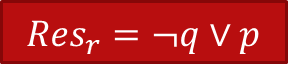 Res_r = ¬q ∨ p